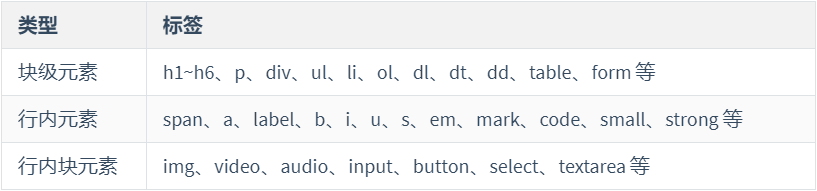 类型 标签
块级元素 h1~h6、p、div、ul、li、ol、dl、dt、dd、table、form 等
行内元素 span、a、label、b、i、u、s、em、mark、code、small、strong 等
行内块元素 img、video、audio、input、button、select、textarea 等